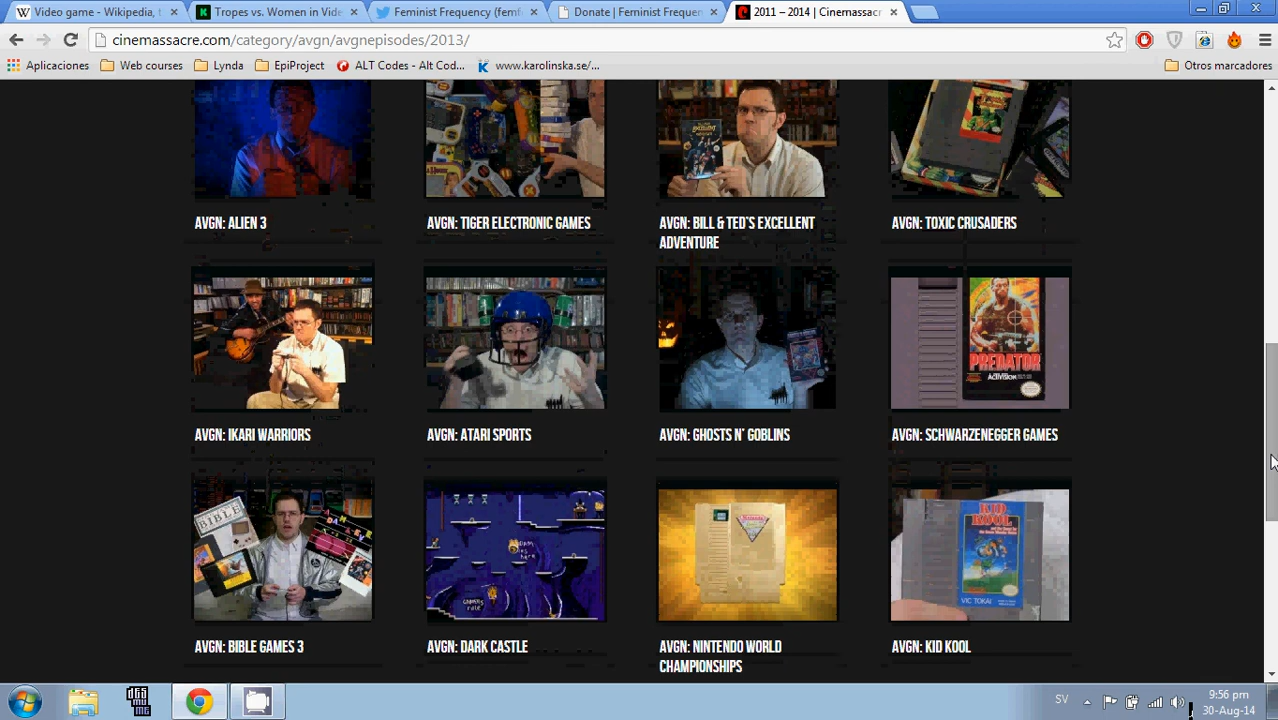 Video game - Wikipedia, t
Tropes vs. Women in Vide
Feminist Frequency (femf
Donate | Feminist Frequen
2011 – 2014 | Cinemassacr
cinemassacre.com/category/avgn/avgnepisodes/2013/
Aplicaciones
Web courses
Lynda
EpiProject
ALT Codes - Alt Cod...
www.karolinska.se/...
Otros marcadores
AVGN: ALIEN 3
AVGN: TIGER ELECTRONIC GAMES
AVGN: BILL & TED'S EXCELLENT
ADVENTURE
AVGN: TOXIC CRUSADERS
PREDATOR
ACTIVISION
AVGN: IKARI WARRIORS
AVGN: ATARI SPORTS
AVGN: GHOSTS N' GOBLINS
AVGN: SCHWARZENEGGER GAMES
BIBLE
KID
KOOL
VIC TOKAI
AVGN: BIBLE GAMES 3
AVGN: DARK CASTLE
AVGN: NINTENDO WORLD
CHAMPIONSHIPS
AVGN: KID KOOL
SV
9:56 pm
30-Aug-14